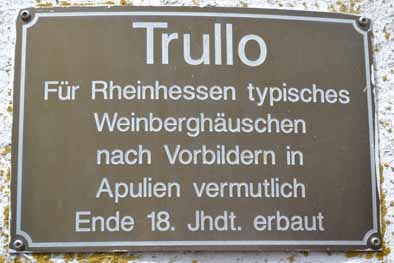 Trullo
Für Rheinhessen typisches
Weinberghäuschen
nach Vorbildern in
Apulien vermutlich
Ende 18. Jhdt. erbaut